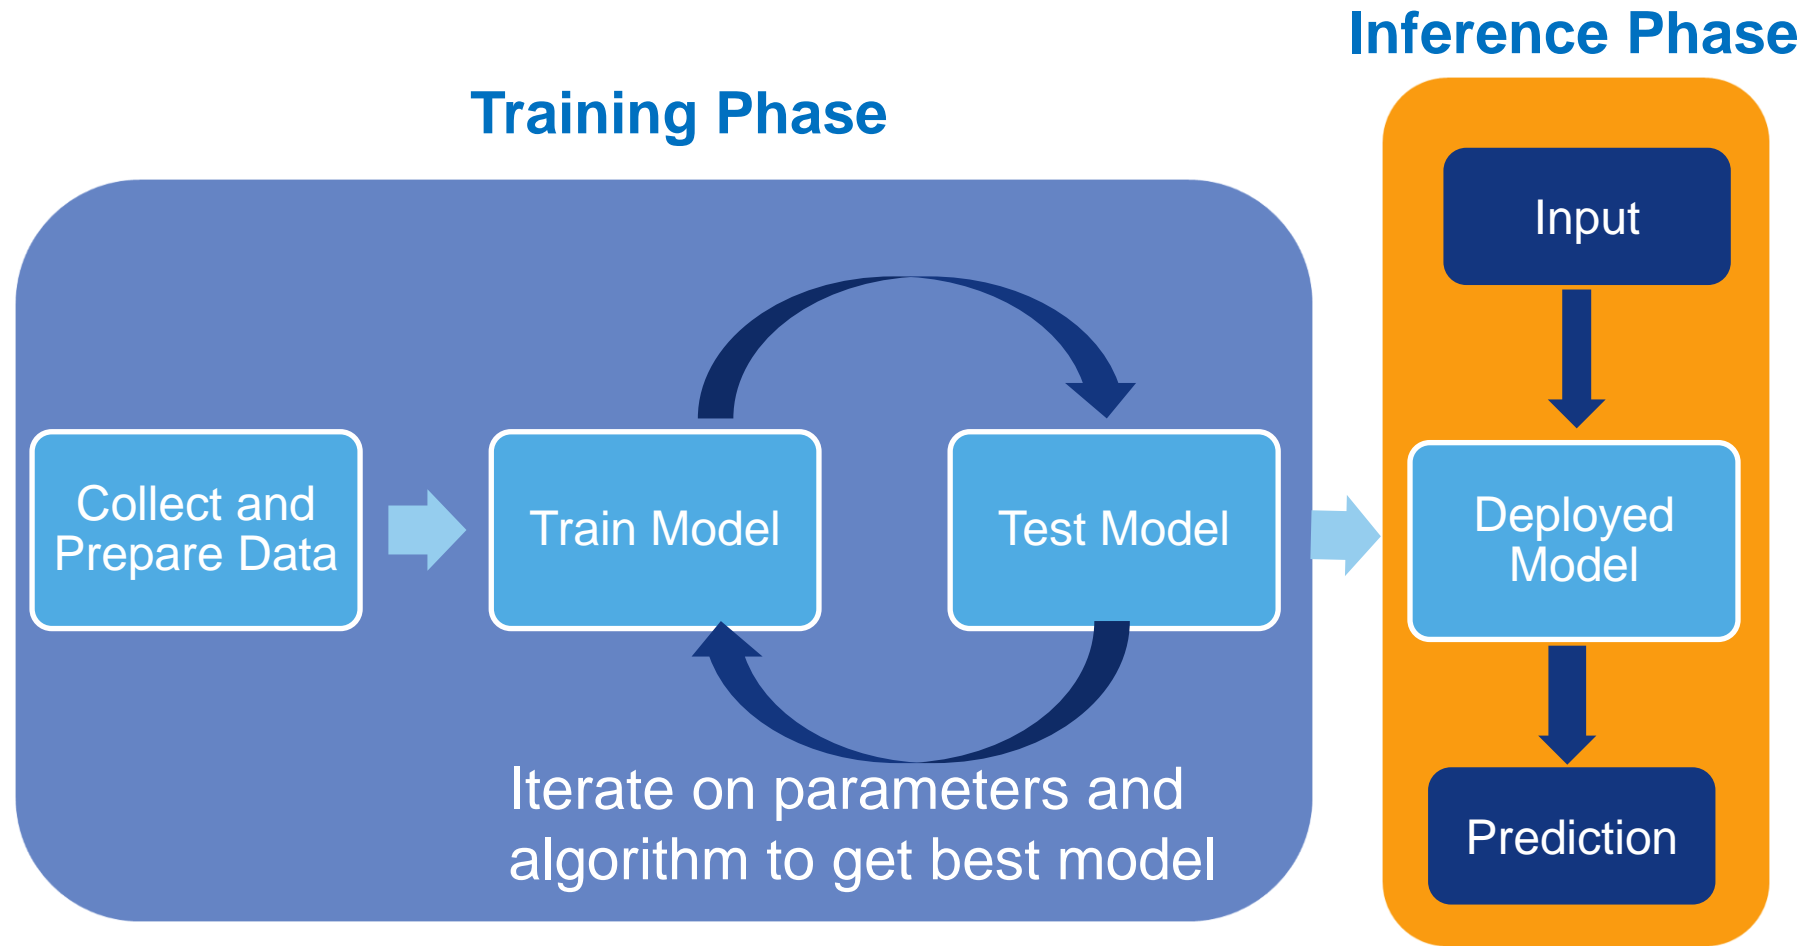 Training Phase
Collect and
Prepare Data
Train Model
Test Model
Iterate on parameters and
algorithm to get best model
Inference Phase
Input
Deployed
Model
Prediction